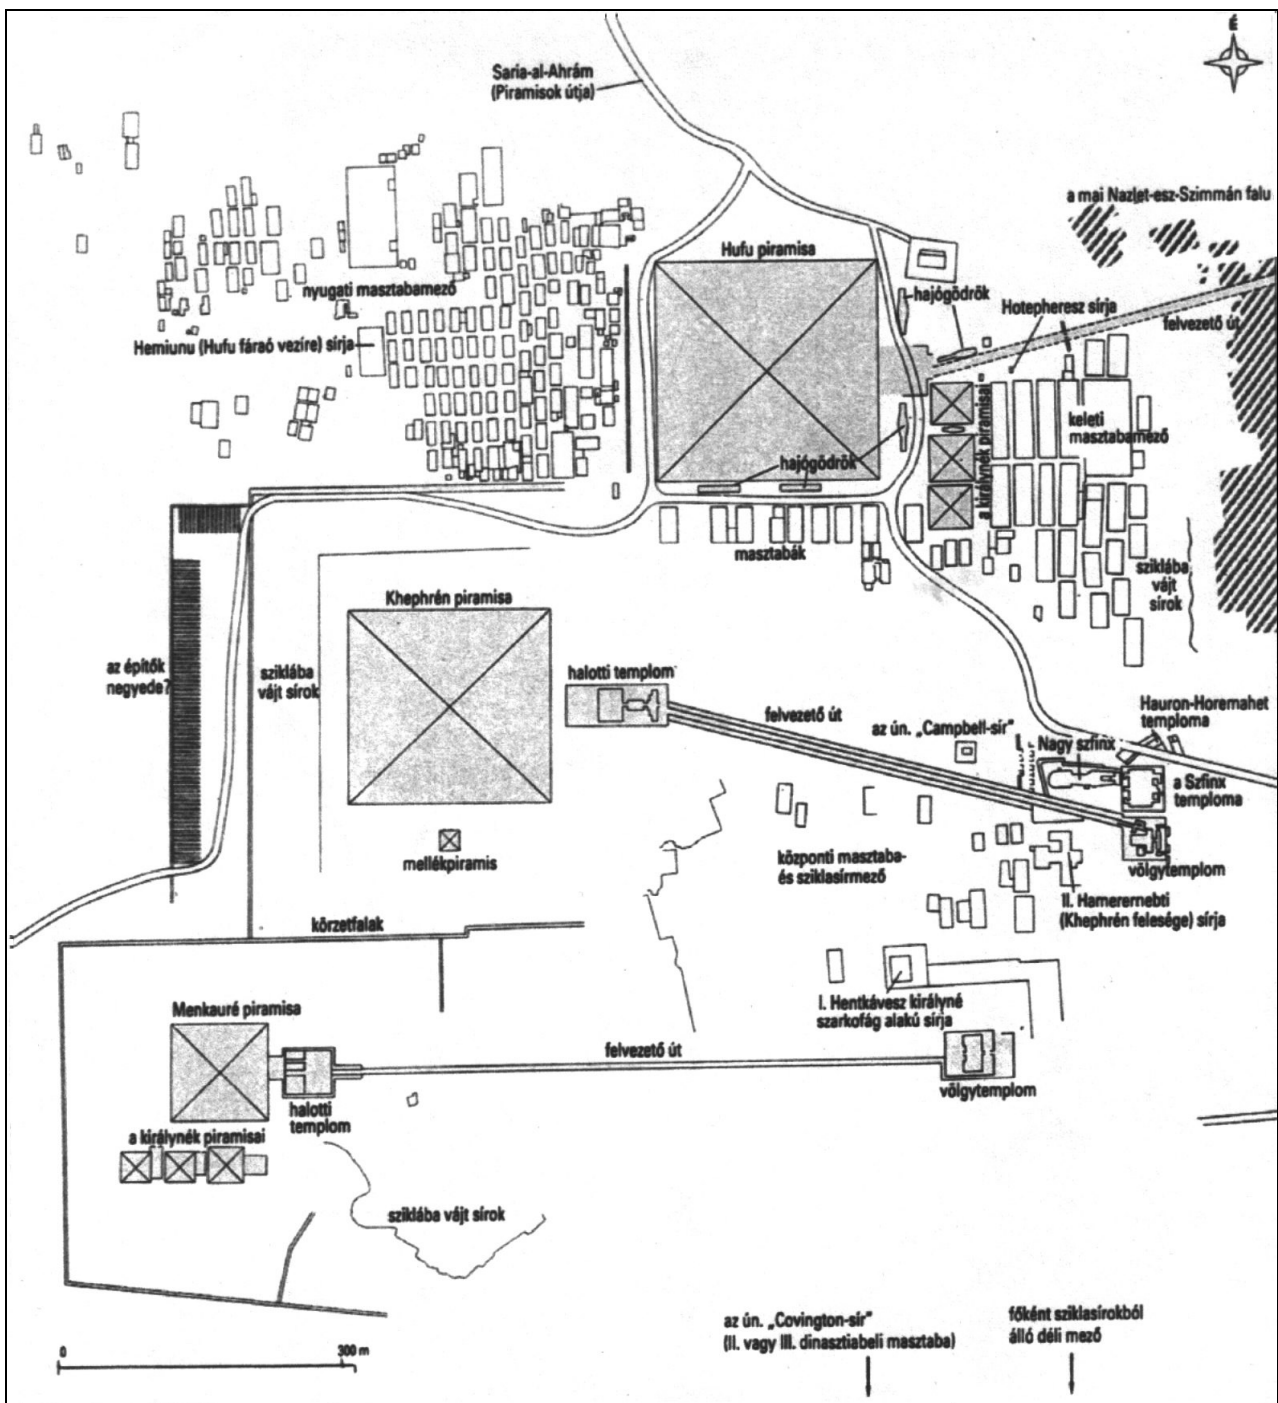 É
Saria-al-Ahrám
(Piramisok útja)
a mai Nazlet-esz-Szimmán falu
Hufu piramisa
nyugati masztabamező
hajógödrök
Hotepheresz sírja
felvezető út
Hemiunu (Hufu fáraó vezíre) sírja
a királynék piramisai
keleti
masztabamező
hajógödrök
masztabák
sziklába
vájt
sírok
Khephrén piramisa
az építők
negyede?
sziklába
vájt sírok
halotti templom
felvezető út
Hauron-Horemahet
temploma
az ún. „Campbell-sír"
Nagy szfinx
a Szfinx
temploma
mellékpiramis
központi masztaba-
és sziklasírmező
völgytemplom
II. Hamerernebti
(Khephrén felesége) sírja
körzetfalak
I. Hentkávesz királyné
szarkofág alakú sírja
Menkauré piramisa
felvezető út
völgytemplom
halotti
templom
a királynék piramisai
sziklába vájt sírok
az ún. „Covington-sír"
(II. vagy III. dinasztiabeli masztaba)
főként sziklasírokból
álló déli mező
0
300 m